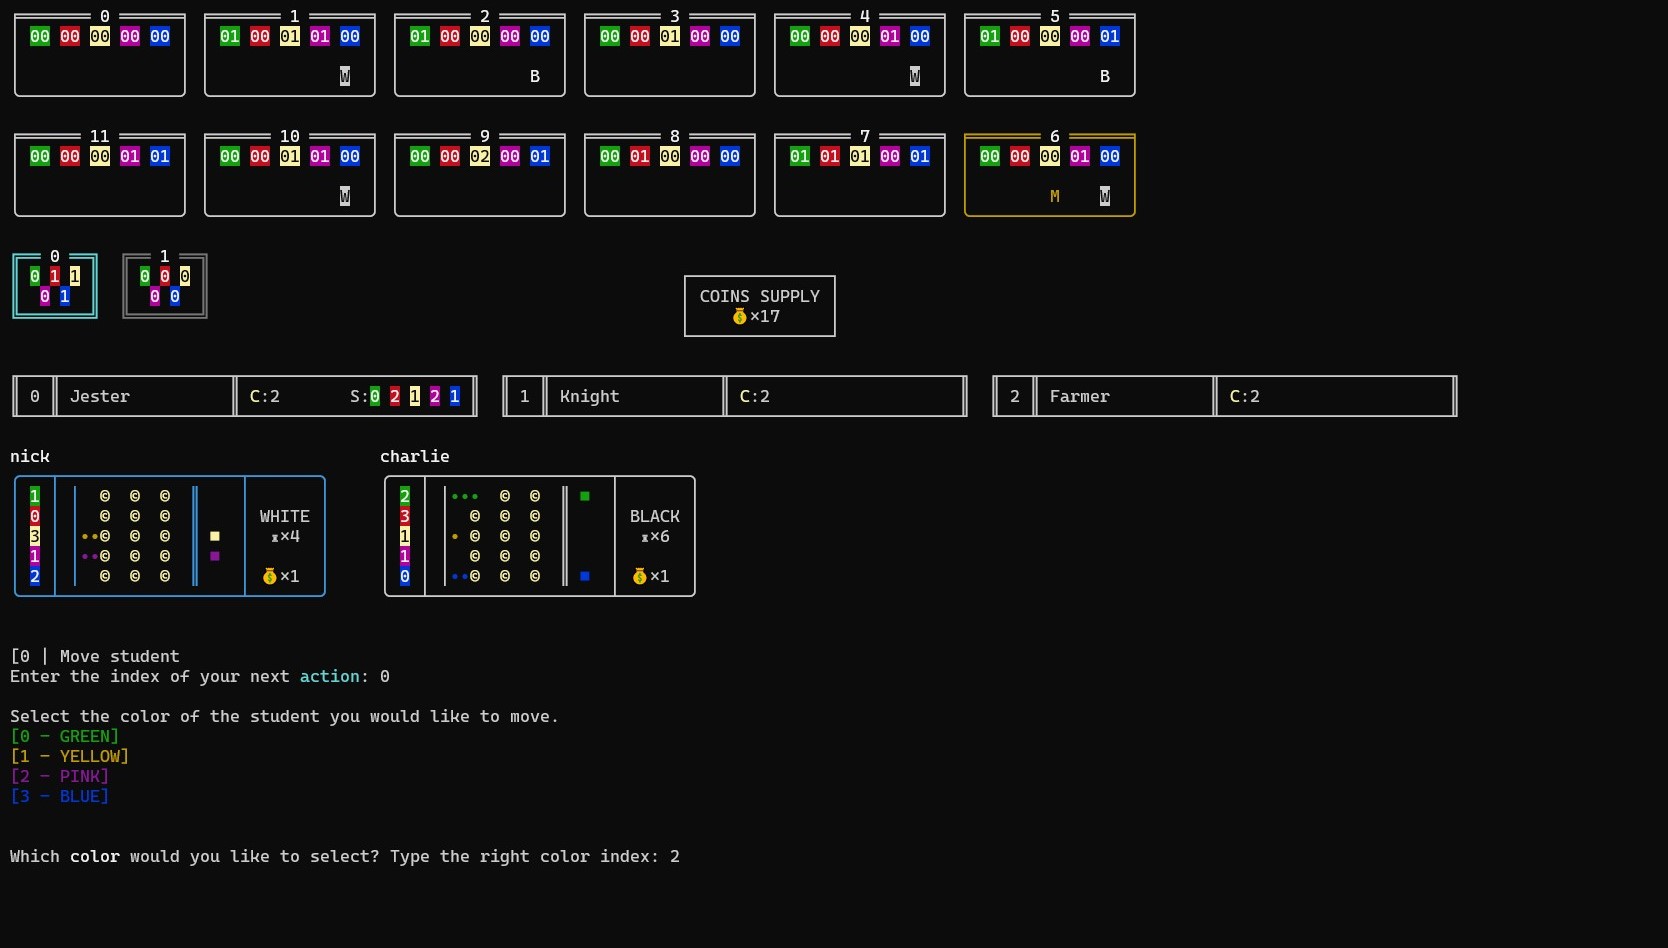 0 1 2 3 4 5
00 00 00 00 00 01 00 01 01 00 01 00 00 00 00 00 00 01 00 00 00 00 00 01 00 01 00 00 00 01
W B W B
11 10 9 8 7 6
00 00 00 01 01 00 00 01 01 00 00 00 02 00 01 00 01 00 00 00 01 01 01 00 01 00 00 00 01 00
W M W
0 1
0 1 1 0 0 0
0 1 0 0
COINS SUPPLY
×17
0 Jester C:2 S:0 2 1 2 1 1 Knight C:2 2 Farmer C:2
nick charlie
1 © © © 2 © ©
0 © © © WHITE 3 © © © BLACK
3 © © © ×4 1 © © © ×6
1 © © © 1 © © ©
2 © © © ×1 0 © © © ×1
[0 | Move student
Enter the index of your next action: 0
Select the color of the student you would like to move.
[0 - GREEN]
[1 - YELLOW]
[2 - PINK]
[3 - BLUE]
Which color would you like to select? Type the right color index: 2